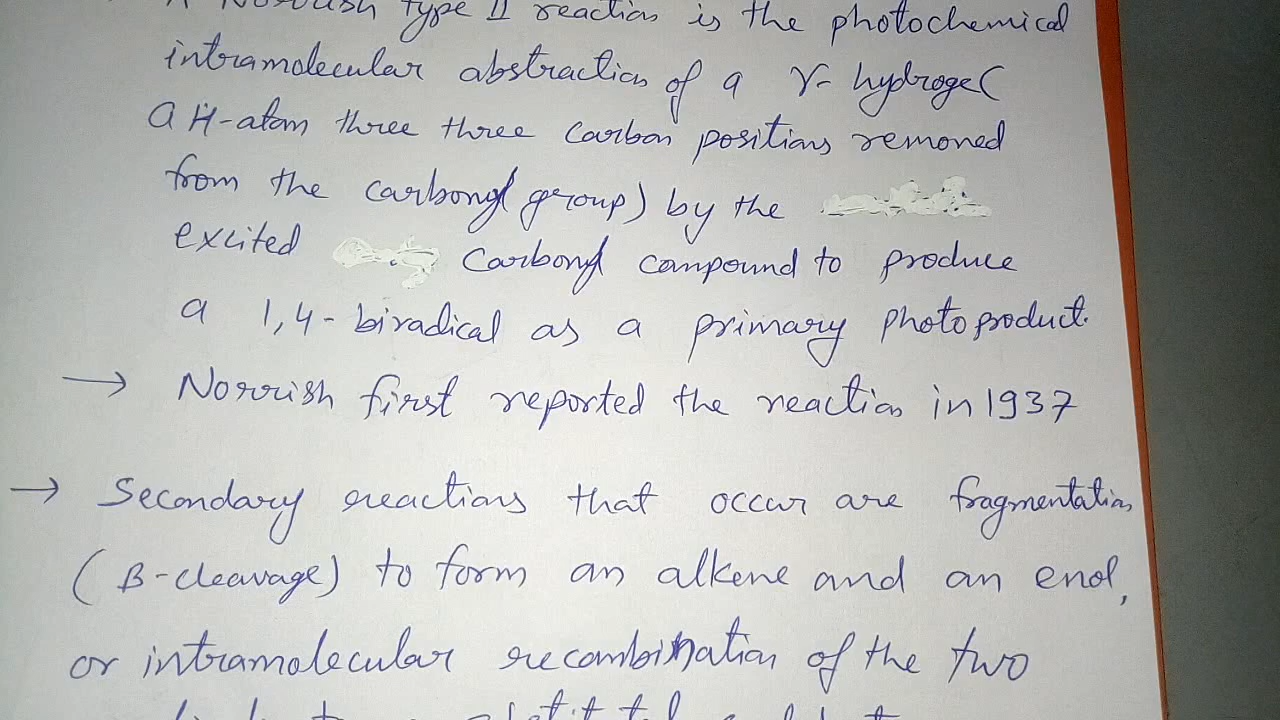 A Norrish type II reaction is the photochemical
intramolecular abstraction of a γ- hydroge(
a H-atom three three carbon positions removed
from the carbonyl group) by the
excited carbonyl compound to produce
a 1,4-biradical as a primary photoproduct.
→ Norrish first reported the reaction in 1937
→ Secondary reactions that occur are fragmentation
(β-cleavage) to form an alkene and an enol,
or intramolecular recombination of the two